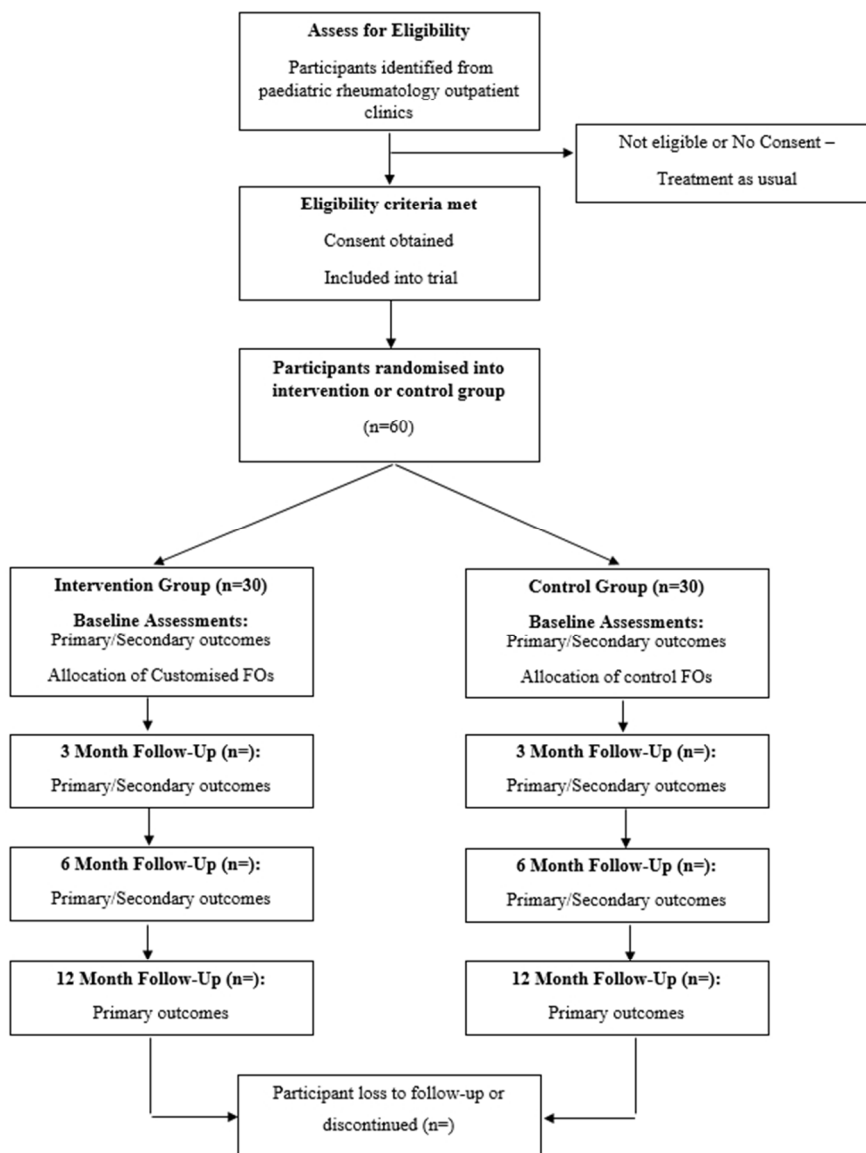 Assess for Eligibility
Participants identified from
paediatric rheumatology outpatient
clinics
Not eligible or No Consent –
Treatment as usual
Eligibility criteria met
Consent obtained
Included into trial
Participants randomised into
intervention or control group
(n=60)
Intervention Group (n=30)
Baseline Assessments:
Primary/Secondary outcomes
Allocation of Customised FOs
Control Group (n=30)
Baseline Assessments:
Primary/Secondary outcomes
Allocation of control FOs
3 Month Follow-Up (n=):
Primary/Secondary outcomes
3 Month Follow-Up (n=):
Primary/Secondary outcomes
6 Month Follow-Up (n=):
Primary/Secondary outcomes
6 Month Follow-Up (n=):
Primary/Secondary outcomes
12 Month Follow-Up (n=):
Primary outcomes
12 Month Follow-Up (n=):
Primary outcomes
Participant loss to follow-up or
discontinued (n=)